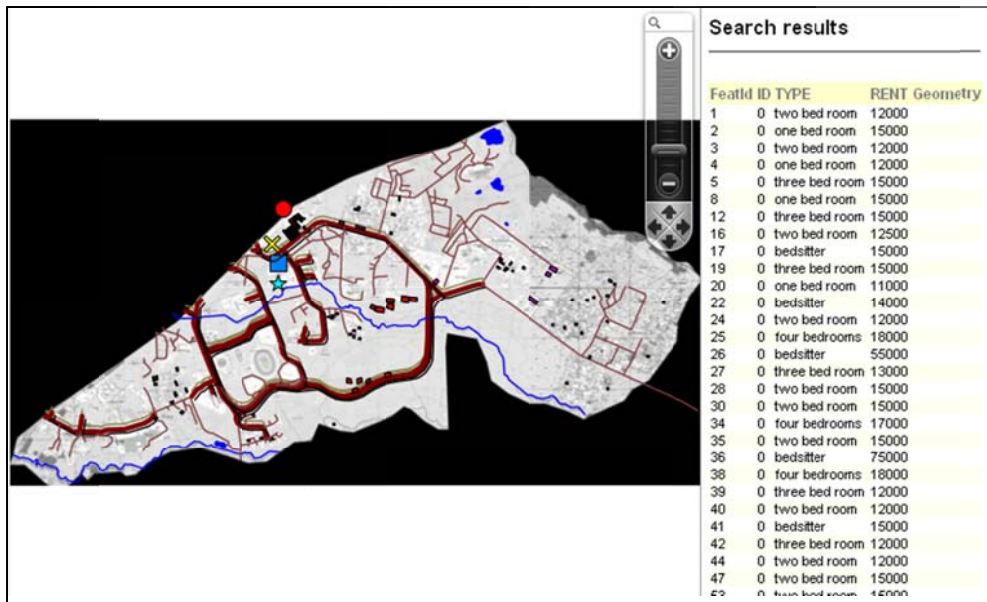 Search results
FeatId ID TYPE RENT Geometry
1 0 two bed room 12000
2 0 one bed room 15000
3 0 two bed room 12000
4 0 one bed room 12000
5 0 three bed room 15000
8 0 one bed room 15000
12 0 three bed room 15000
16 0 two bed room 12500
17 0 bedsitter 15000
19 0 three bed room 15000
20 0 one bed room 11000
22 0 bedsitter 14000
24 0 two bed room 12000
25 0 four bedrooms 18000
26 0 bedsitter 55000
27 0 three bed room 13000
28 0 two bed room 15000
30 0 two bed room 15000
34 0 four bedrooms 17000
35 0 two bed room 15000
36 0 bedsitter 75000
38 0 four bedrooms 18000
39 0 three bed room 12000
40 0 two bed room 12000
41 0 bedsitter 15000
42 0 three bed room 12000
44 0 two bed room 12000
47 0 two bed room 15000
53 0 two bed room 15000